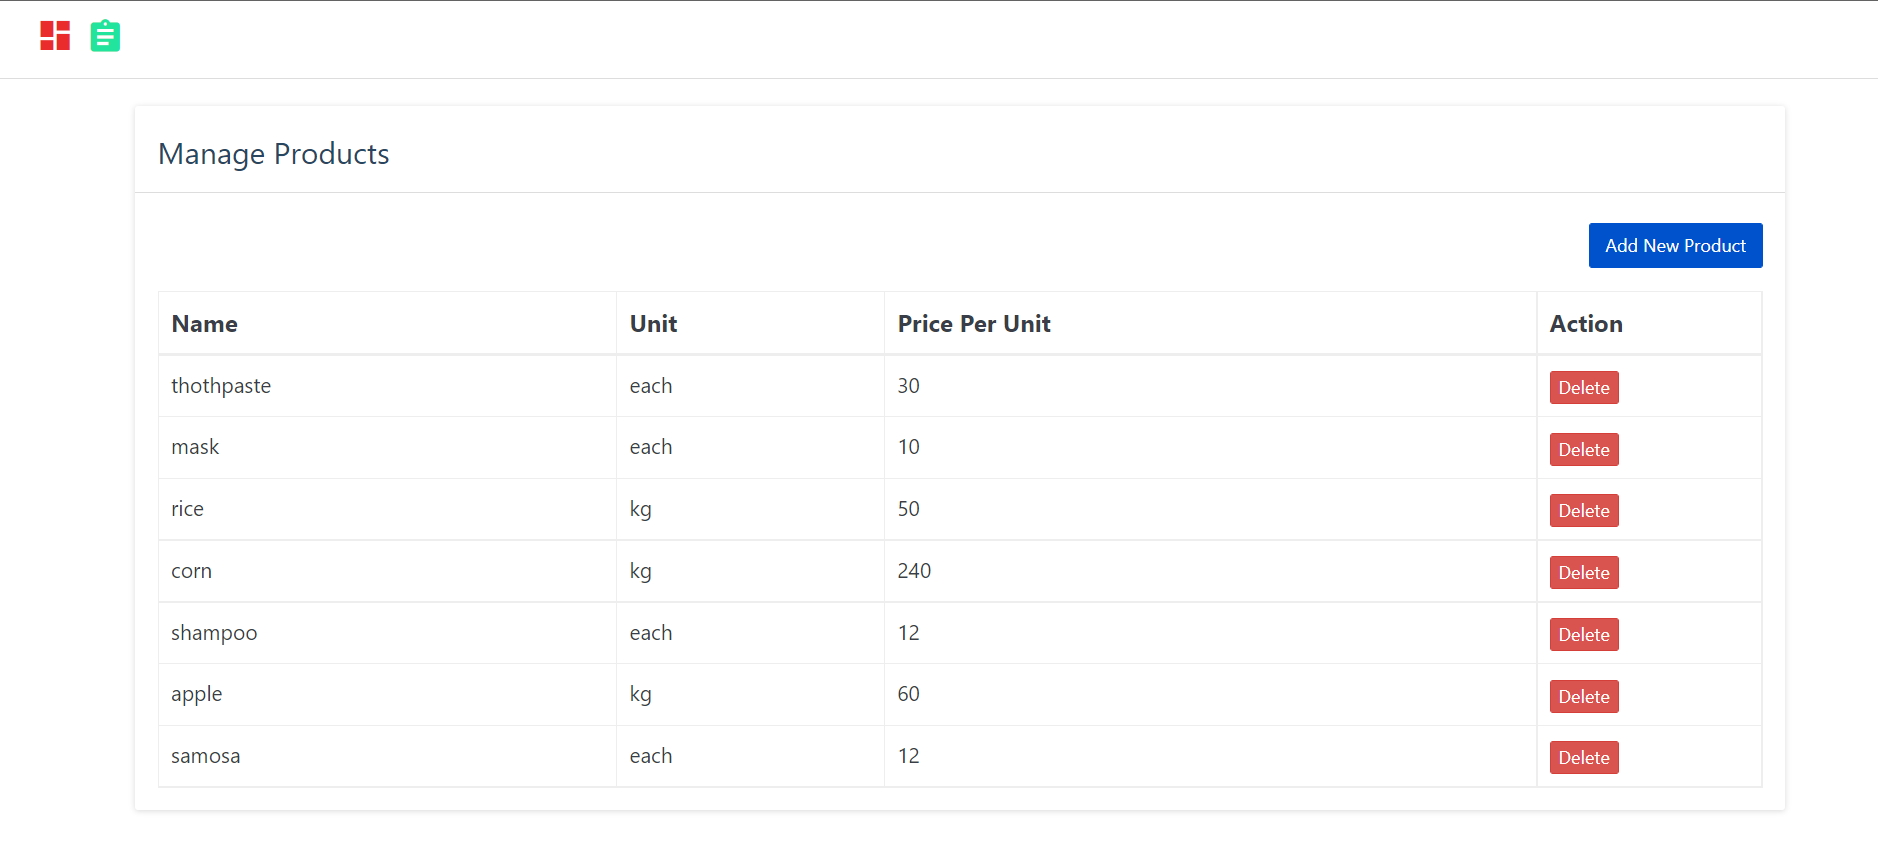 Manage Products
Add New Product
Name Unit Price Per Unit Action
thothpaste each 30 Delete
mask each 10 Delete
rice kg 50 Delete
corn kg 240 Delete
shampoo each 12 Delete
apple kg 60 Delete
samosa each 12 Delete